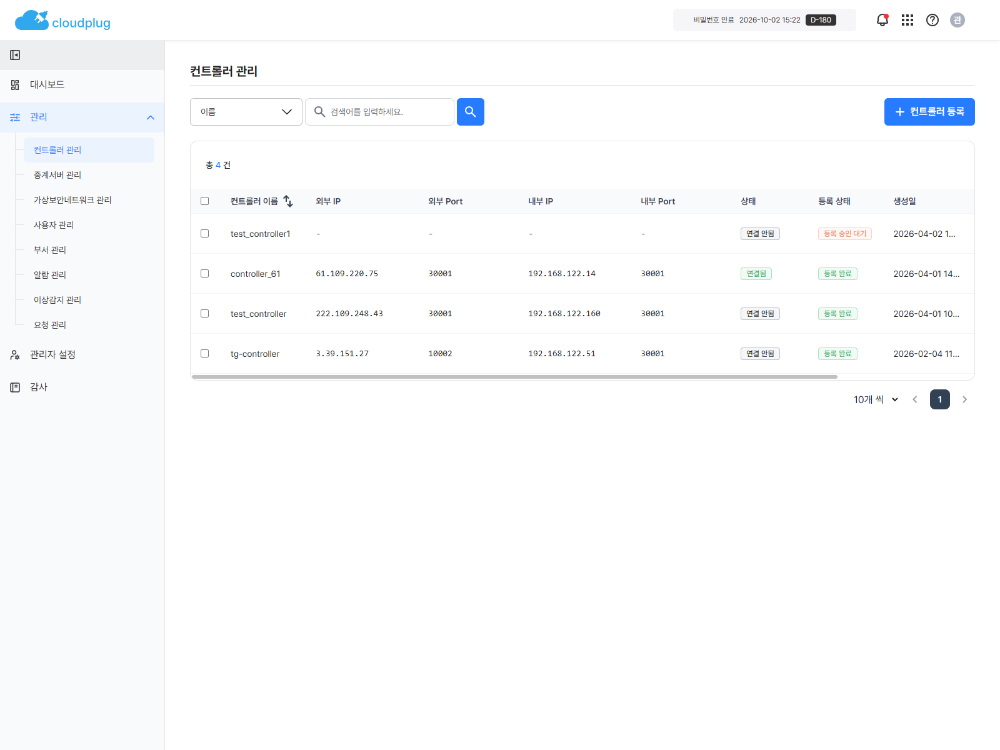 cloudplug
비밀번호 만료 2026-10-02 15:22 D-180
관
대시보드
관리
컨트롤러 관리
중계서버 관리
가상보안네트워크 관리
사용자 관리
부서 관리
알람 관리
이상감지 관리
요청 관리
관리자 설정
감사
컨트롤러 관리
이름 검색어를 입력하세요. 컨트롤러 등록
총 4 건
컨트롤러 이름 외부 IP 외부 Port 내부 IP 내부 Port 상태 등록 상태 생성일
test_controller1 - - - - 연결 안됨 등록 승인 대기 2026-04-02 1...
controller_61 61.109.220.75 30001 192.168.122.14 30001 연결됨 등록 완료 2026-04-01 14...
test_controller 222.109.248.43 30001 192.168.122.160 30001 연결 안됨 등록 완료 2026-04-01 10...
tg-controller 3.39.151.27 10002 192.168.122.51 30001 연결 안됨 등록 완료 2026-02-04 11...
10개 씩 1